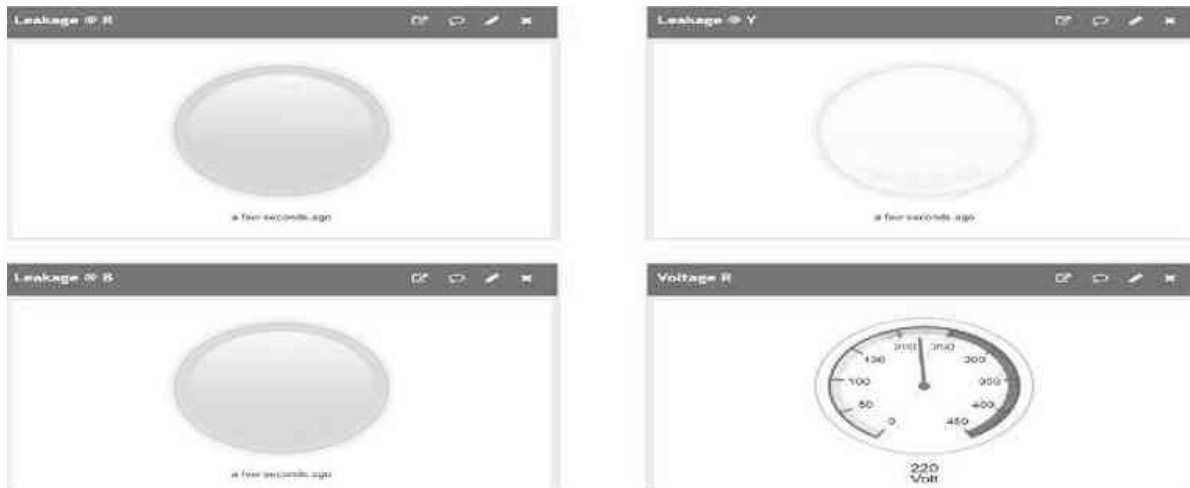 Leakage @ R
Leakage @ Y
a few seconds ago
a few seconds ago
Leakage @ B
Voltage R
a few seconds ago
0
50
100
150
200
250
300
350
400
450
220
Volt